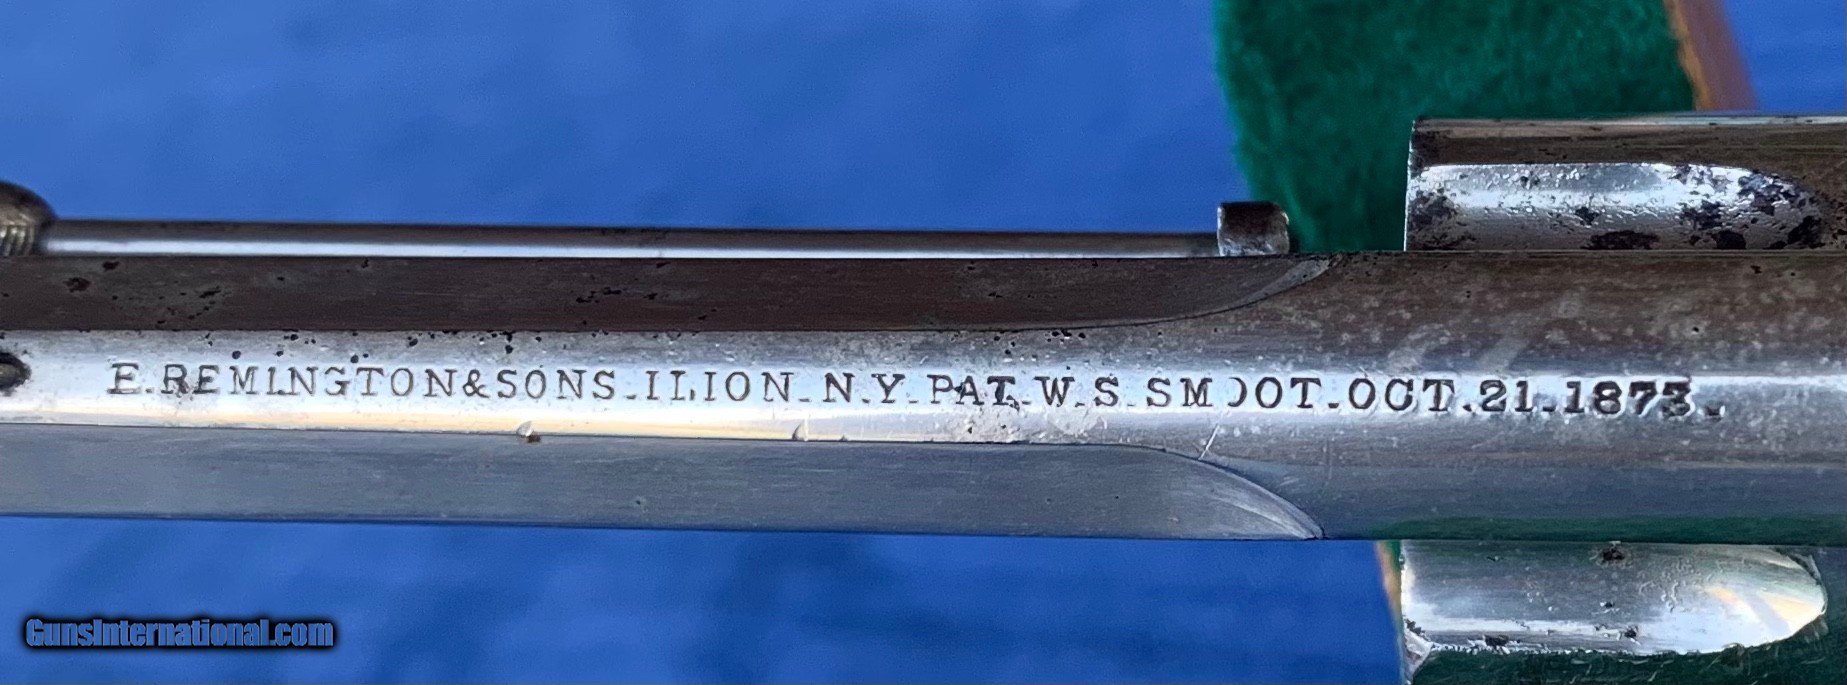 E.REMINGTON&SONS.ILION.N.Y.PAT.W.S.SMOOT.OCT.21.1873.
GunsInternational.com